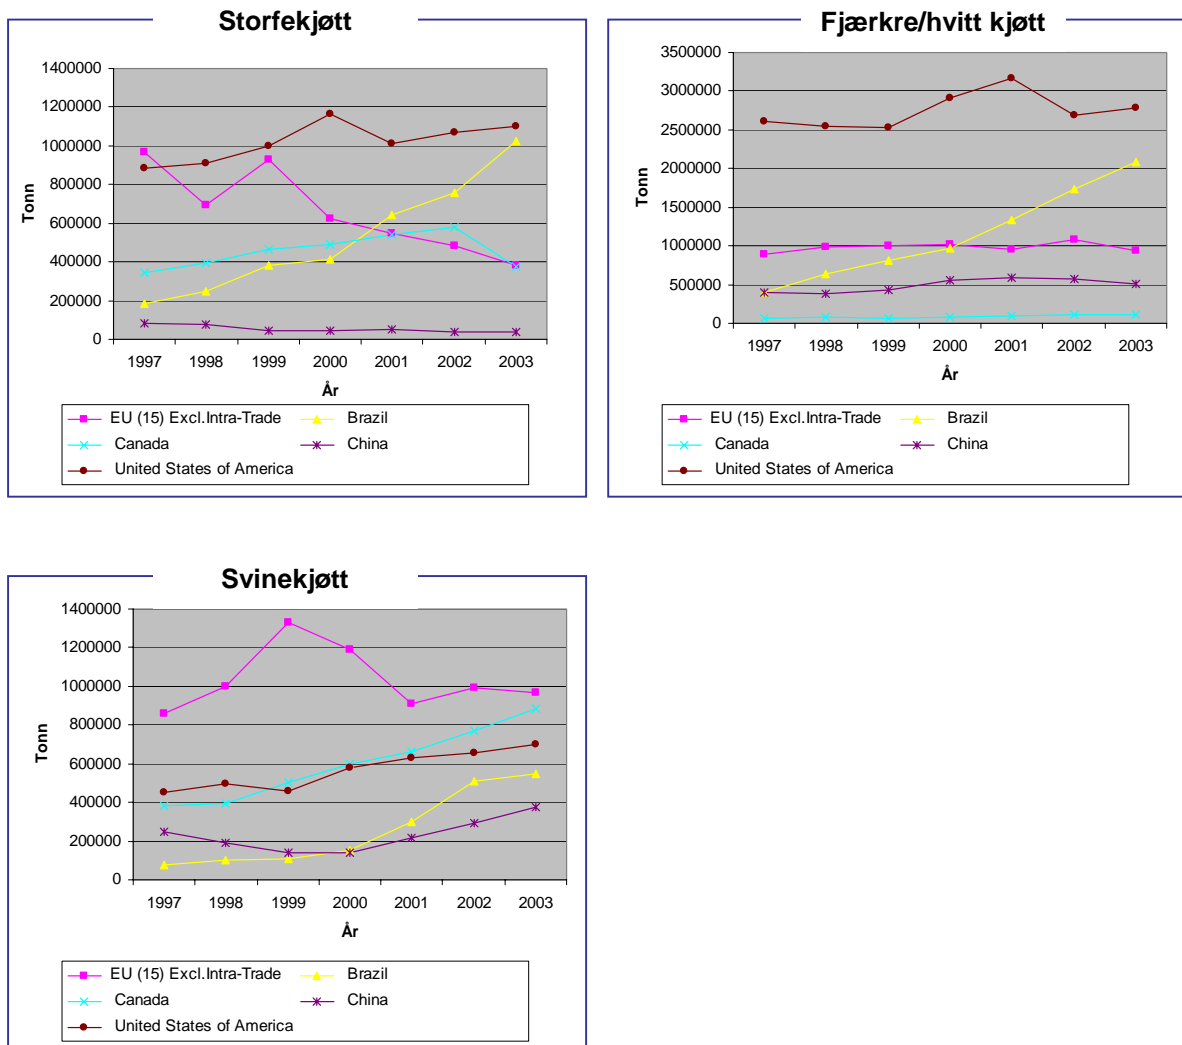 Storfekjøtt
1400000
1200000
1000000
800000
600000
400000
200000
0
Tonn
1997 1998 1999 2000 2001 2002 2003
År
EU (15) Excl.Intra-Trade Brazil
Canada China
United States of America
Fjærkre/hvitt kjøtt
3500000
3000000
2500000
2000000
1500000
1000000
500000
0
Tonn
1997 1998 1999 2000 2001 2002 2003
År
EU (15) Excl.Intra-Trade Brazil
Canada China
United States of America
Svinekjøtt
1400000
1200000
1000000
800000
600000
400000
200000
0
Tonn
1997 1998 1999 2000 2001 2002 2003
År
EU (15) Excl.Intra-Trade Brazil
Canada China
United States of America